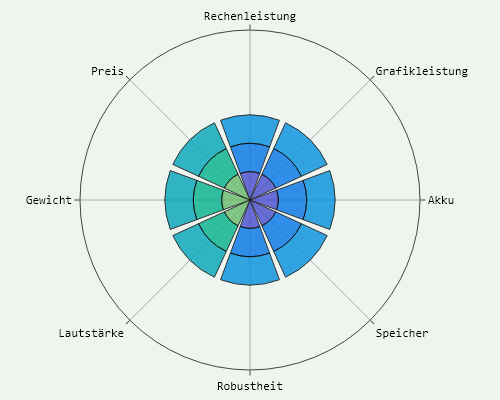 Rechenleistung
Preis
Grafikleistung
Gewicht
Akku
Lautstärke
Speicher
Robustheit